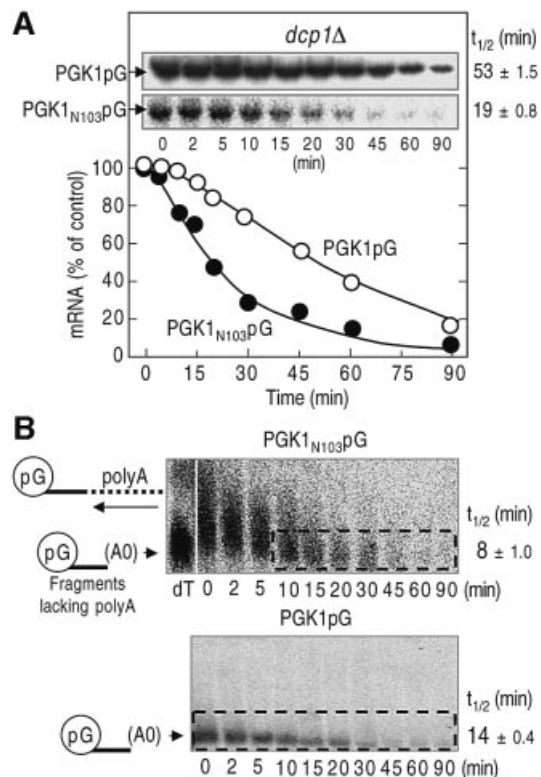 A
dcp1Δ
t1/2 (min)
PGK1pG
53 ± 1.5
PGK1N103pG
19 ± 0.8
0 2 5 10 15 20 30 45 60 90
(min)
mRNA (% of control)
100
80
60
40
20
0
PGK1pG
PGK1N103pG
0 15 30 45 60 75 90
Time (min)
B
PGK1N103pG
pG polyA
t1/2 (min)
pG (A0)
8 ± 1.0
Fragments
lacking polyA
dT 0 2 5 10 15 20 30 45 60 90 (min)
PGK1pG
t1/2 (min)
pG (A0)
14 ± 0.4
0 2 5 10 15 20 30 45 60 90 (min)